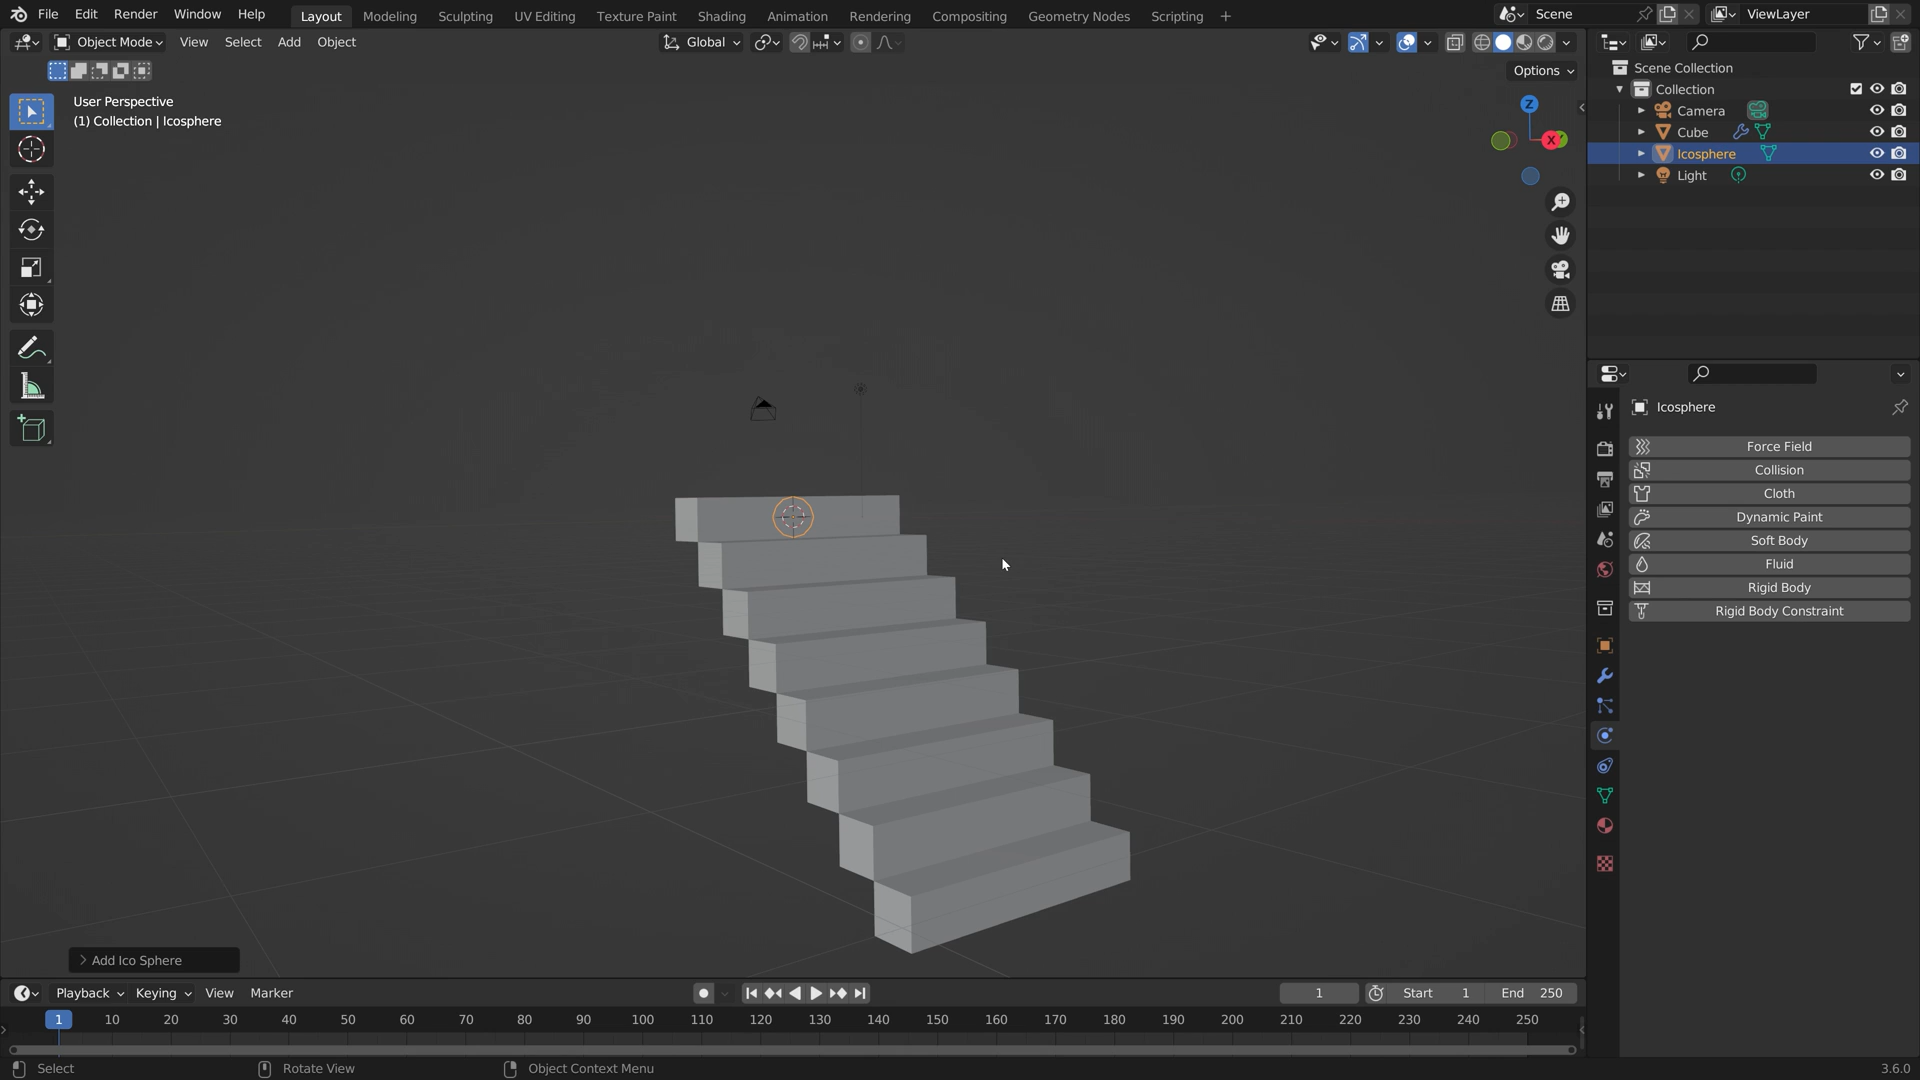 File Edit Render Window Help
Layout Modeling Sculpting UV Editing Texture Paint Shading Animation Rendering Compositing Geometry Nodes Scripting +
Scene ViewLayer
Object Mode View Select Add Object
Global
Options
User Perspective
(1) Collection | Icosphere
Z
X
Scene Collection
Collection
Camera
Cube
Icosphere
Light
Icosphere
Force Field
Collision
Cloth
Dynamic Paint
Soft Body
Fluid
Rigid Body
Rigid Body Constraint
Add Ico Sphere
Playback Keying View Marker
1 Start 1 End 250
1 10 20 30 40 50 60 70 80 90 100 110 120 130 140 150 160 170 180 190 200 210 220 230 240 250
Select Rotate View Object Context Menu 3.6.0